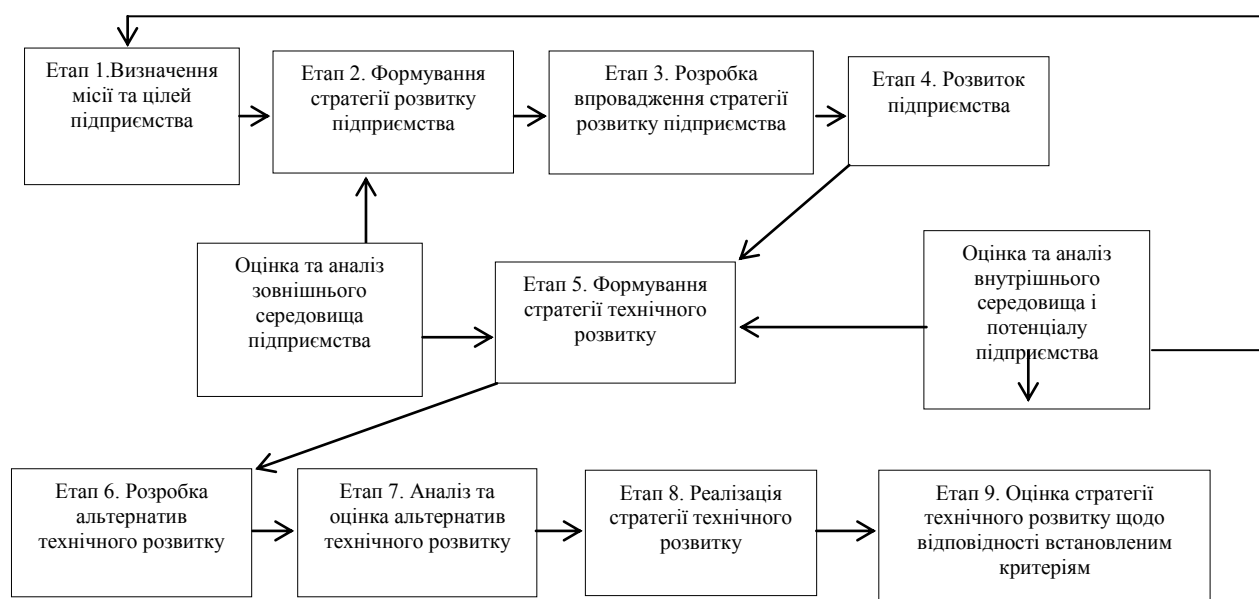 Етап 1.Визначення
місії та цілей
підприємства
Етап 2. Формування
стратегії розвитку
підприємства
Етап 3. Розробка
впровадження стратегії
розвитку підприємства
Етап 4. Розвиток
підприємства
Оцінка та аналіз
зовнішнього
середовища
підприємства
Етап 5. Формування
стратегії технічного
розвитку
Оцінка та аналіз
внутрішнього
середовища і
потенціалу
підприємства
Етап 6. Розробка
альтернатив
технічного розвитку
Етап 7. Аналіз та
оцінка альтернатив
технічного розвитку
Етап 8. Реалізація
стратегії технічного
розвитку
Етап 9. Оцінка стратегії
технічного розвитку щодо
відповідності встановленим
критеріям